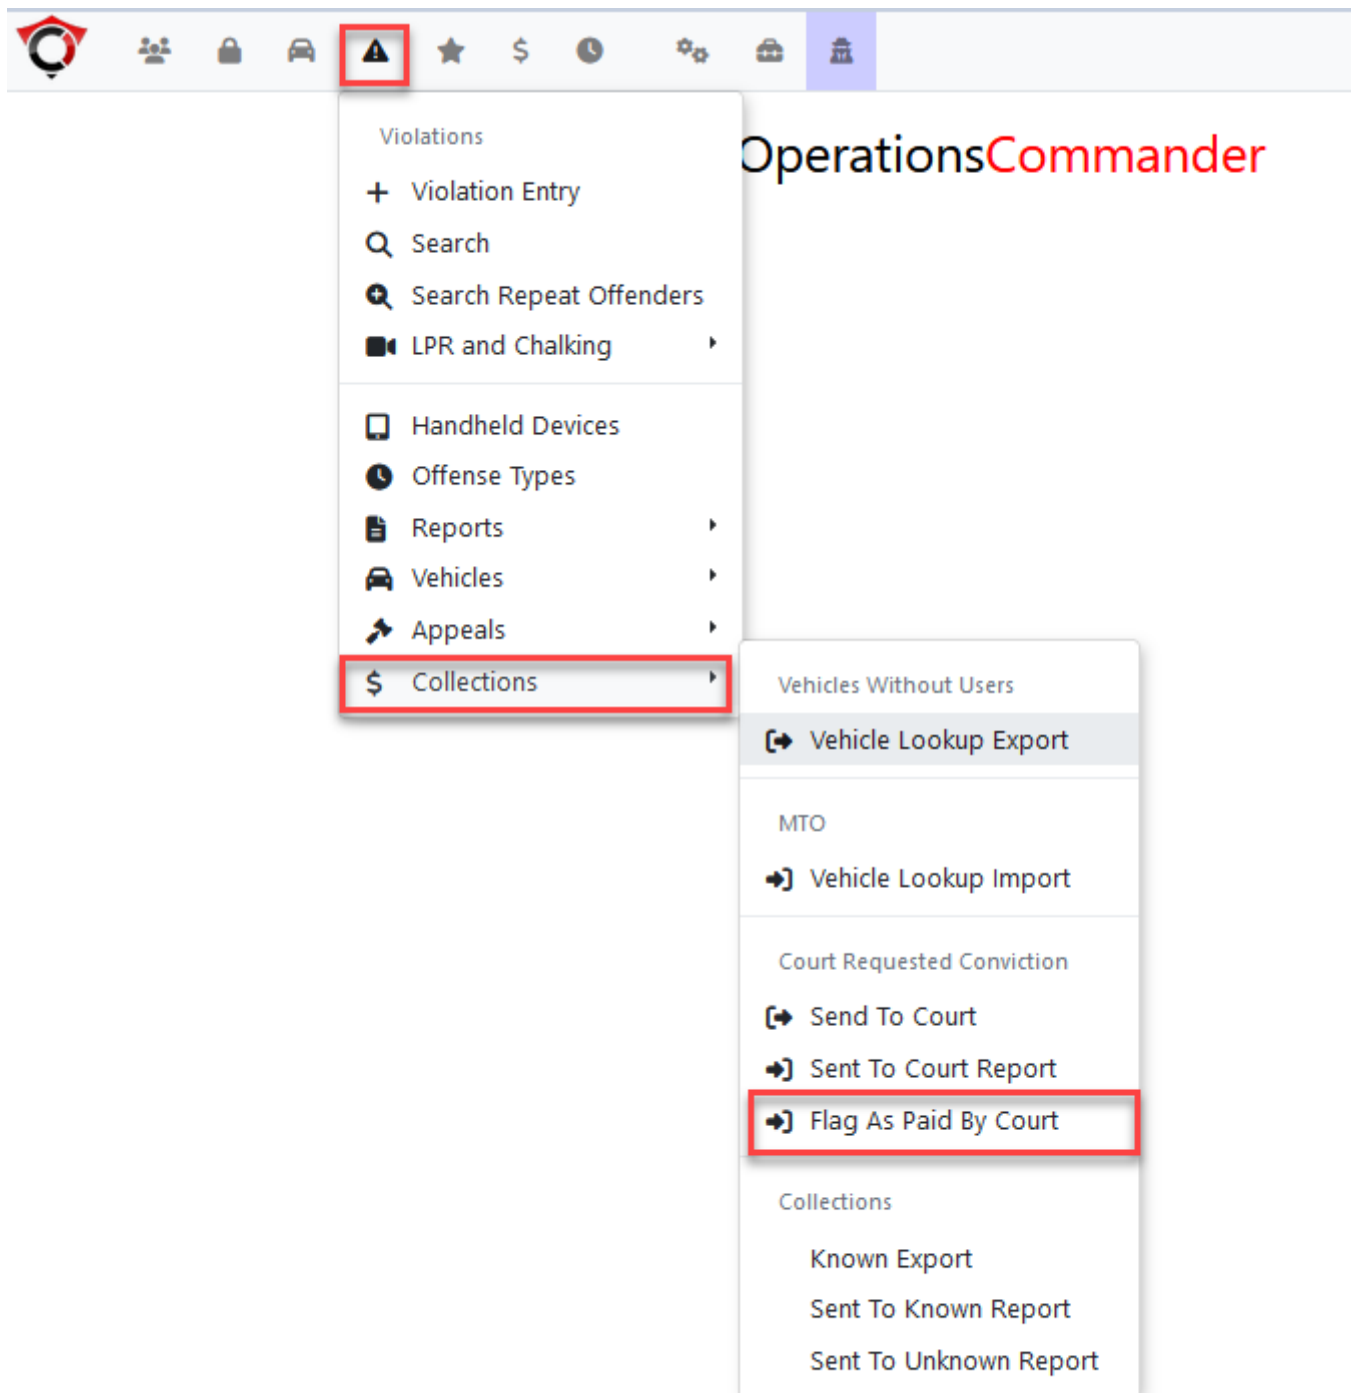 OperationsCommander
Violations
Violation Entry
Search
Search Repeat Offenders
LPR and Chalking
Handheld Devices
Offense Types
Reports
Vehicles
Appeals
$ Collections
Vehicles Without Users
Vehicle Lookup Export
MTO
Vehicle Lookup Import
Court Requested Conviction
Send To Court
Sent To Court Report
Flag As Paid By Court
Collections
Known Export
Sent To Known Report
Sent To Unknown Report